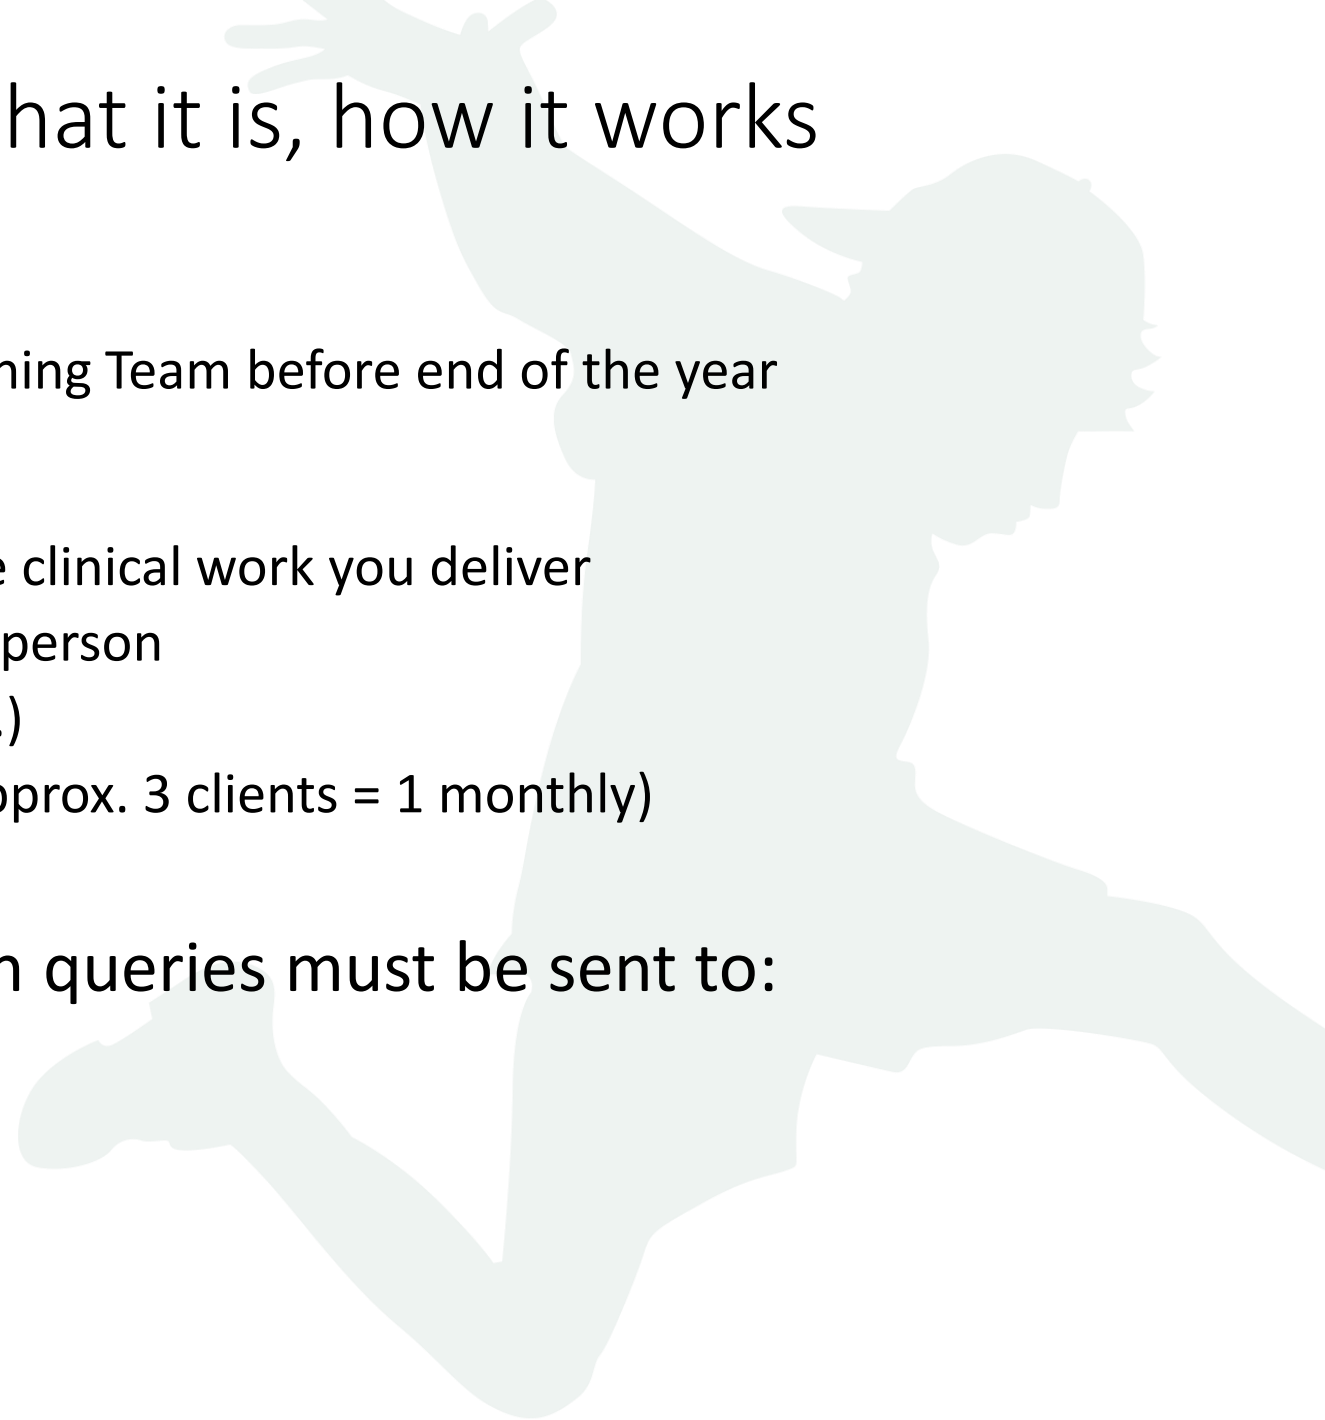 hat it is, how it works
ning Team before end of the year
e clinical work you deliver
person
.)
pprox. 3 clients = 1 monthly)
n queries must be sent to: